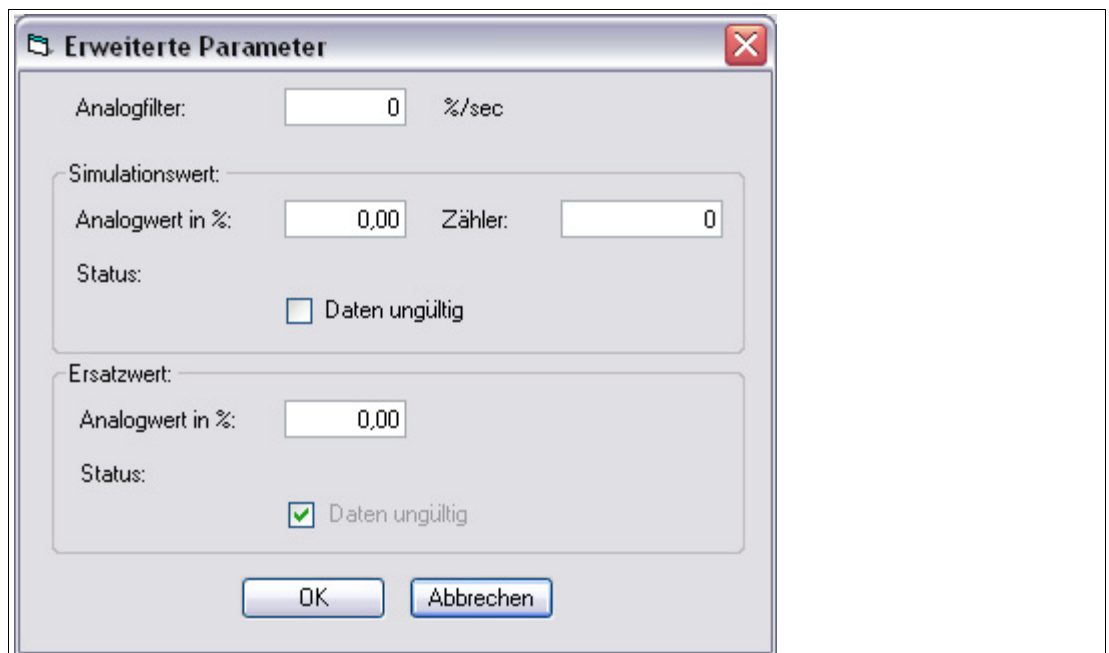 Erweiterte Parameter
Analogfilter: 0 %/sec
Simulationswert:
Analogwert in %: 0,00 Zähler: 0
Status:
Daten ungültig
Ersatzwert:
Analogwert in %: 0,00
Status:
Daten ungültig
OK Abbrechen